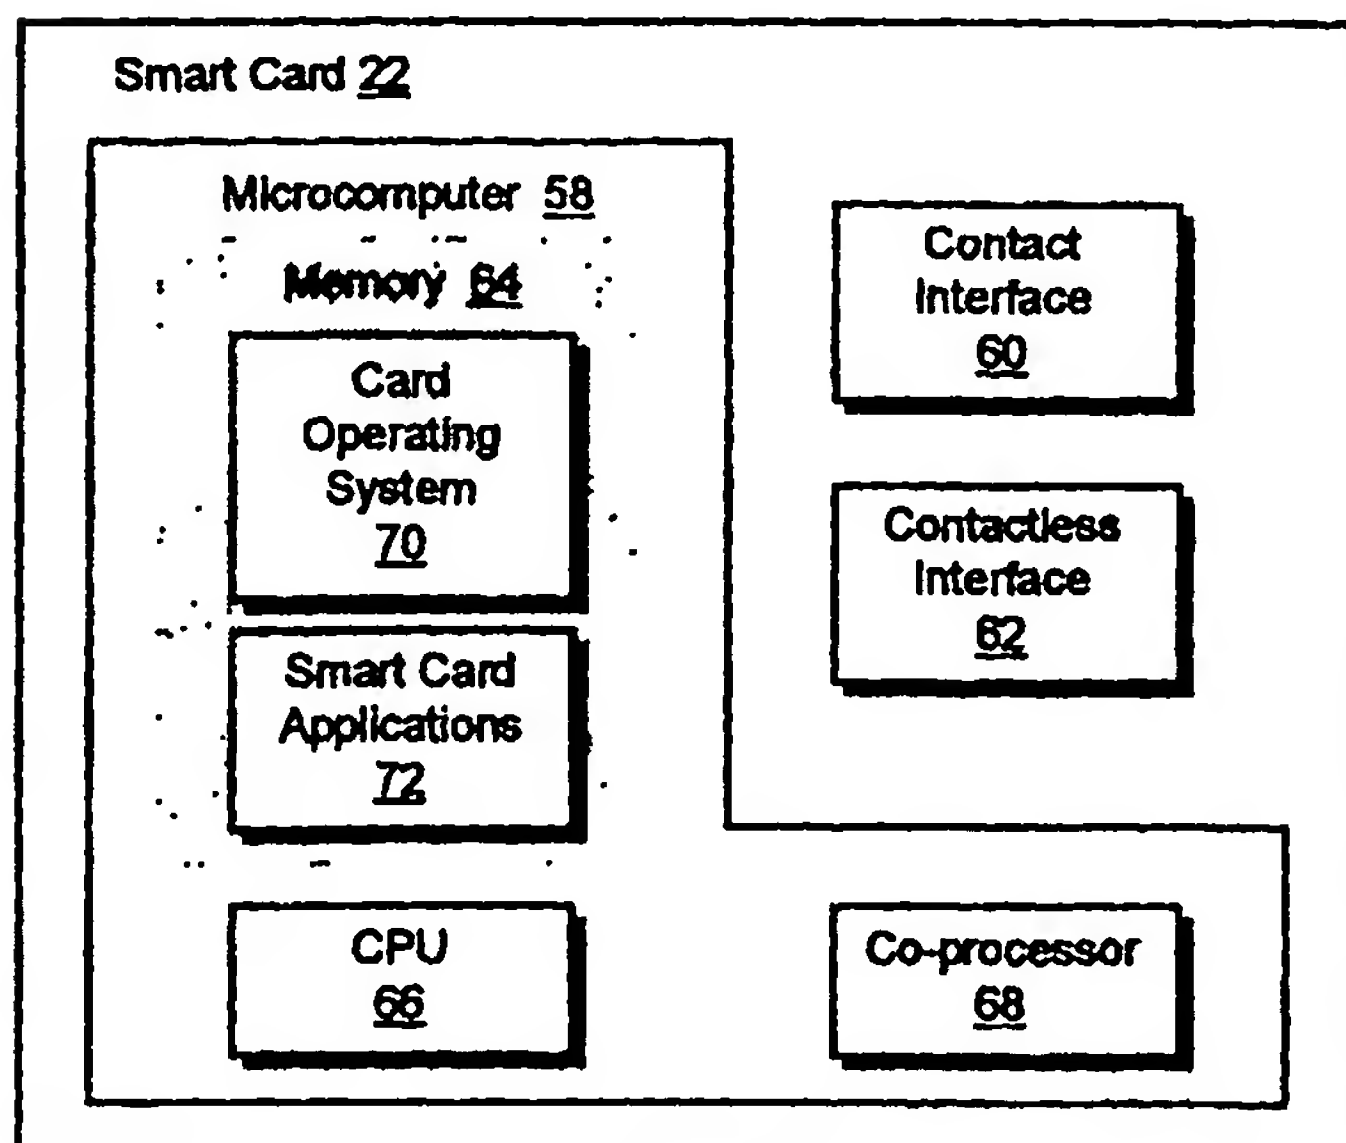 Smart Card 22
Microcomputer 58
Memory 64
Card
Operating
System
70
Smart Card
Applications
72
CPU
66
Contact
Interface
60
Contactless
Interface
62
Co-processor
68